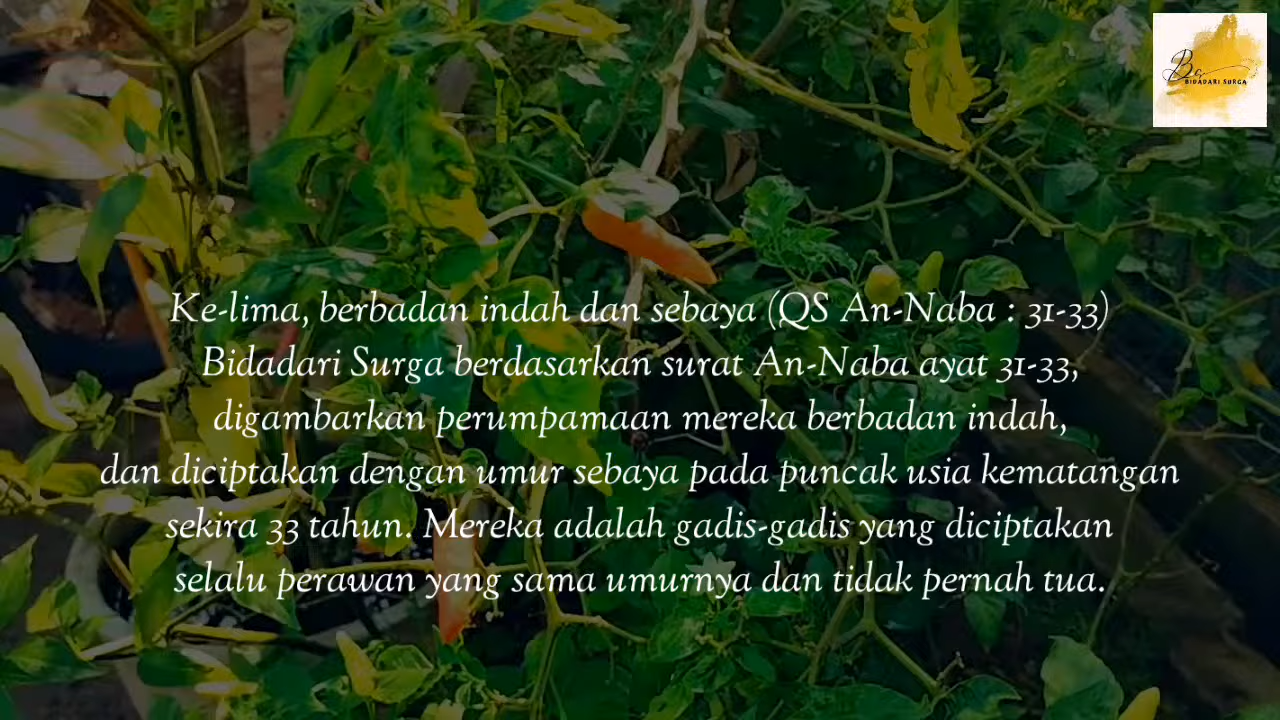 Bs
BIDADARI SURGA
Ke-lima, berbadan indah dan sebaya (QS An-Naba : 31-33)
Bidadari Surga berdasarkan surat An-Naba ayat 31-33,
digambarkan perumpamaan mereka berbadan indah,
dan diciptakan dengan umur sebaya pada puncak usia kematangan
sekira 33 tahun. Mereka adalah gadis-gadis yang diciptakan
selalu perawan yang sama umurnya dan tidak pernah tua.